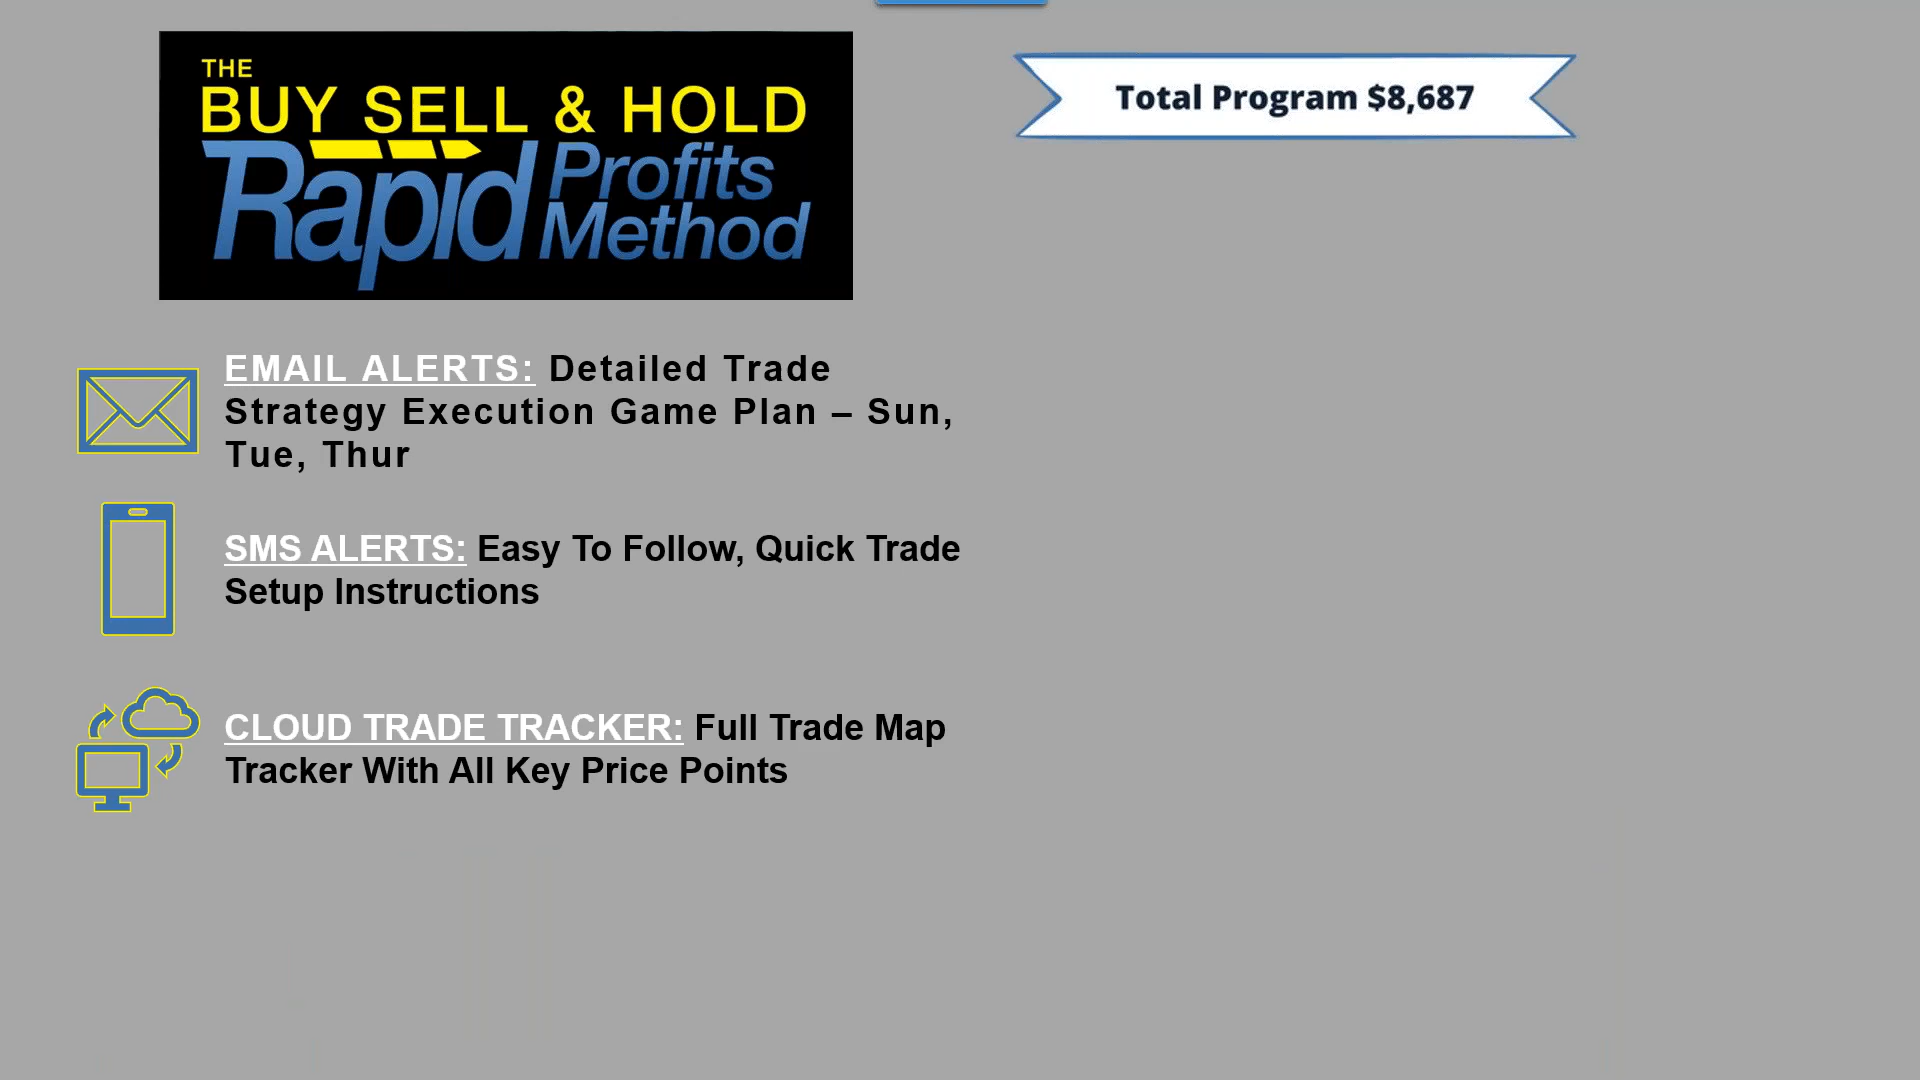 THE
BUY SELL & HOLD
Rapid Profits
Method
Total Program $8,687
EMAIL ALERTS: Detailed Trade
Strategy Execution Game Plan – Sun,
Tue, Thur
SMS ALERTS: Easy To Follow, Quick Trade
Setup Instructions
CLOUD TRADE TRACKER: Full Trade Map
Tracker With All Key Price Points